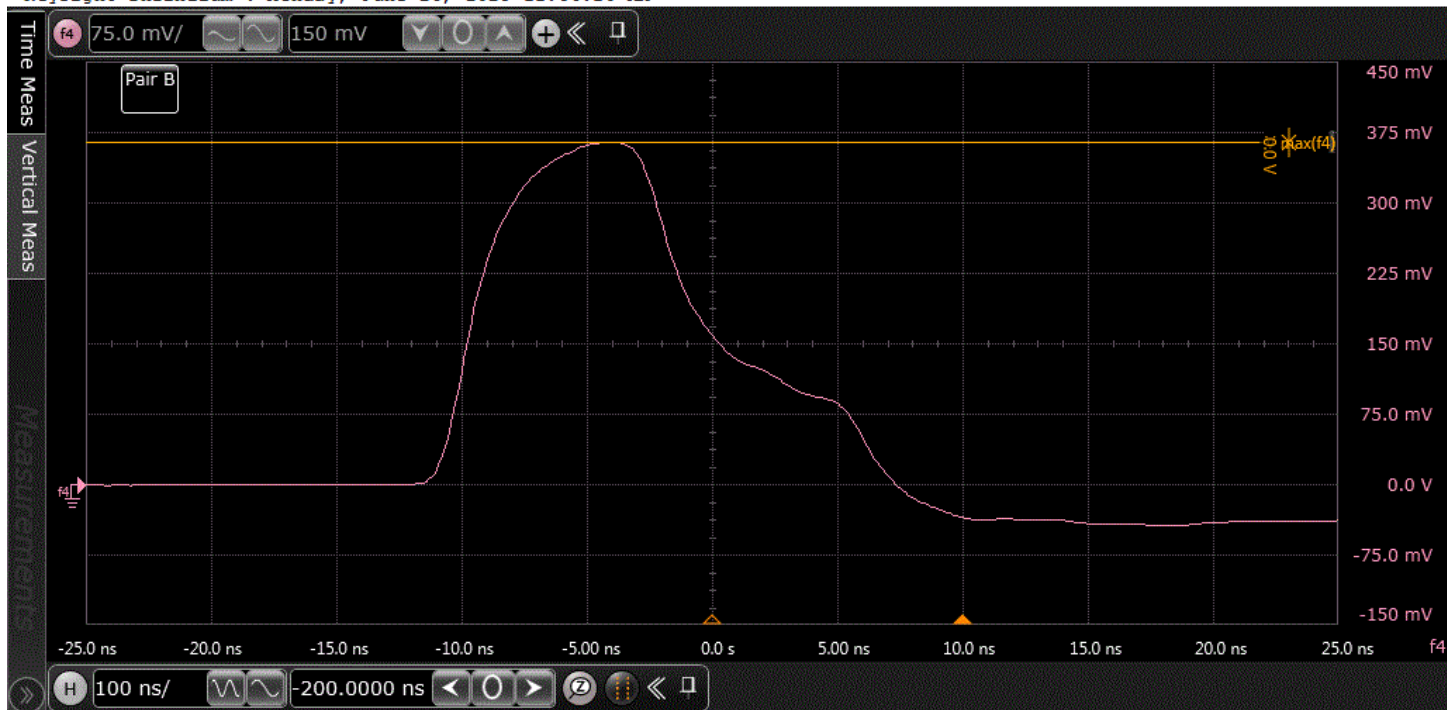 Time Meas
Vertical Meas
Measurements
f4 75.0 mV/ 150 mV
Pair B
450 mV
375 mV
max(f4)
0.0 V
300 mV
225 mV
150 mV
75.0 mV
f4
0.0 V
-75.0 mV
-150 mV
-25.0 ns -20.0 ns -15.0 ns -10.0 ns -5.00 ns 0.0 s 5.00 ns 10.0 ns 15.0 ns 20.0 ns 25.0 ns f4
H 100 ns/ -200.0000 ns Z